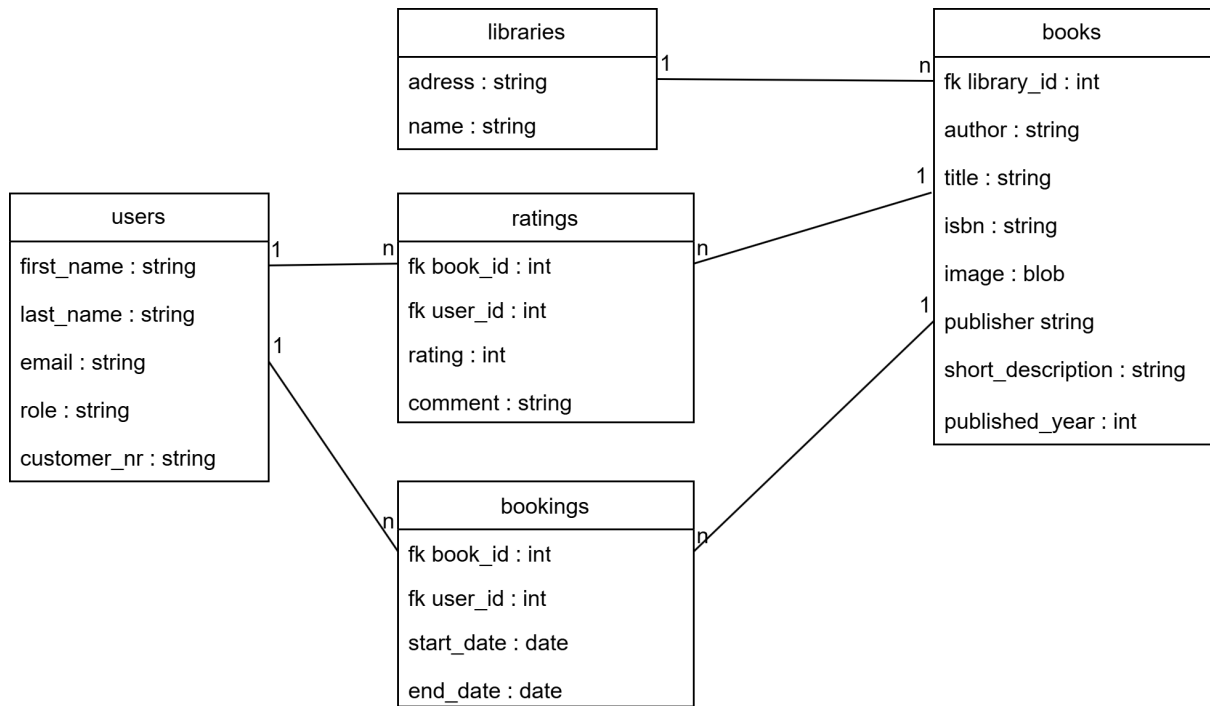 libraries
adress : string
name : string
1
n
books
fk library_id : int
author : string
title : string
isbn : string
image : blob
publisher string
short_description : string
published_year : int
1
1
users
first_name : string
last_name : string
email : string
role : string
customer_nr : string
1
1
n
ratings
fk book_id : int
fk user_id : int
rating : int
comment : string
n
n
bookings
fk book_id : int
fk user_id : int
start_date : date
end_date : date
n